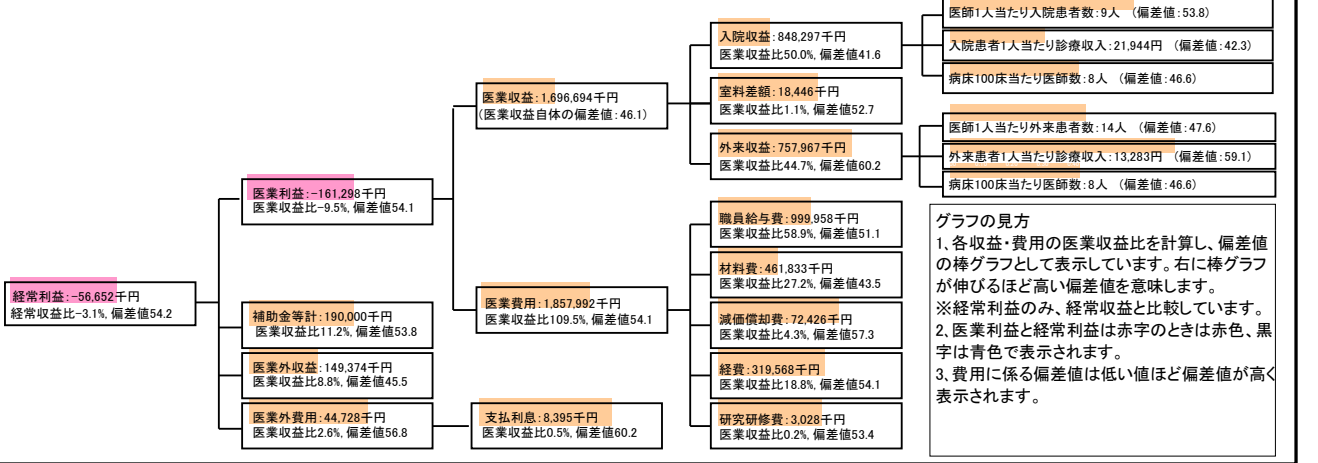 医師1人当たり入院患者数:9人 (偏差値:53.8)
入院収益:848,297千円
医業収益比50.0%, 偏差値41.6
入院患者1人当たり診療収入:21,944円 (偏差値:42.3)
病床100床当たり医師数:8人 (偏差値:46.6)
医業収益:1,696,694千円
(医業収益自体の偏差値:46.1)
室料差額:18,446千円
医業収益比1.1%, 偏差値52.7
医師1人当たり外来患者数:14人 (偏差値:47.6)
外来収益:757,967千円
医業収益比44.7%, 偏差値60.2
外来患者1人当たり診療収入:13,283円 (偏差値:59.1)
病床100床当たり医師数:8人 (偏差値:46.6)
医業利益:-161,298千円
医業収益比-9.5%, 偏差値54.1
職員給与費:999,958千円
医業収益比58.9%, 偏差値51.1
経常利益:-56,652千円
経常収益比-3.1%, 偏差値54.2
医業費用:1,857,992千円
医業収益比109.5%, 偏差値54.1
材料費:461,833千円
医業収益比27.2%, 偏差値43.5
補助金等計:190,000千円
医業収益比11.2%, 偏差値53.8
減価償却費:72,426千円
医業収益比4.3%, 偏差値57.3
医業外収益:149,374千円
医業収益比8.8%, 偏差値45.5
経費:319,568千円
医業収益比18.8%, 偏差値54.1
医業外費用:44,728千円
医業収益比2.6%, 偏差値56.8
支払利息:8,395千円
医業収益比0.5%, 偏差値60.2
研究研修費:3,028千円
医業収益比0.2%, 偏差値53.4
グラフの見方
1、各収益・費用の医業収益比を計算し、偏差値
の棒グラフとして表示しています。右に棒グラフ
が伸びるほど高い偏差値を意味します。
※経常利益のみ、経常収益と比較しています。
2、医業利益と経常利益は赤字のときは赤色、黒
字は青色で表示されます。
3、費用に係る偏差値は低い値ほど偏差値が高く
表示されます。